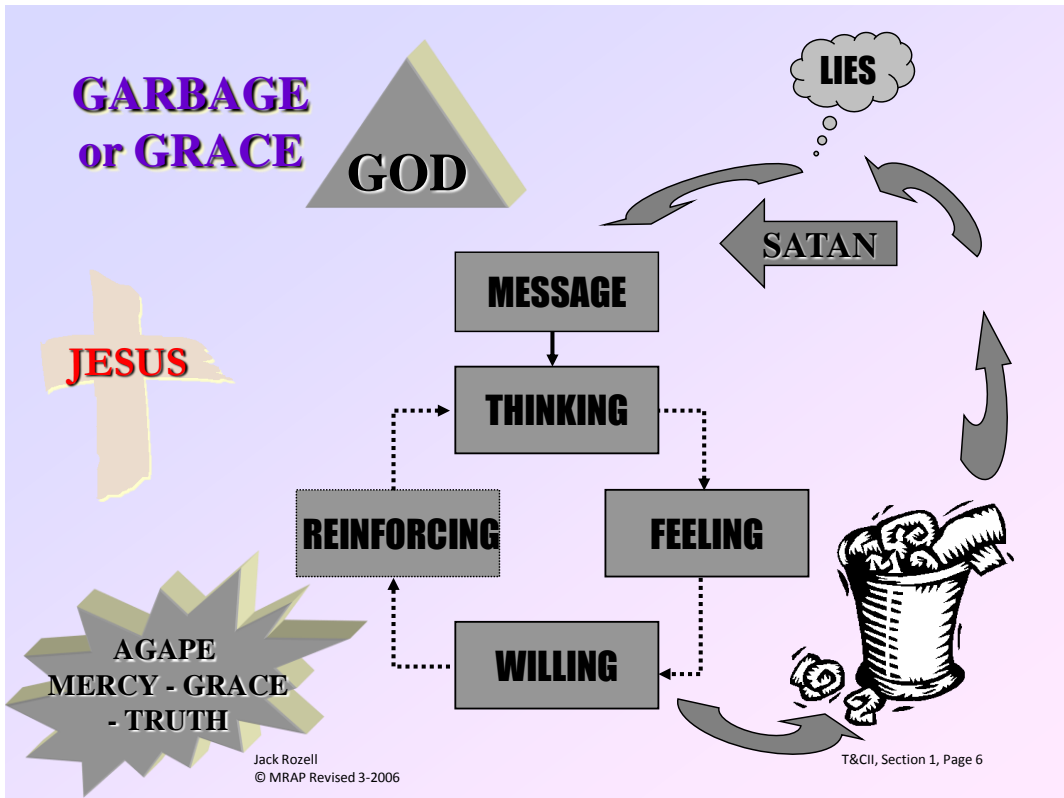 GARBAGE
or GRACE
GOD
LIES
SATAN
MESSAGE
JESUS
THINKING
REINFORCING
FEELING
WILLING
AGAPE
MERCY - GRACE
- TRUTH
Jack Rozell
© MRAP Revised 3-2006
T&CII, Section 1, Page 6